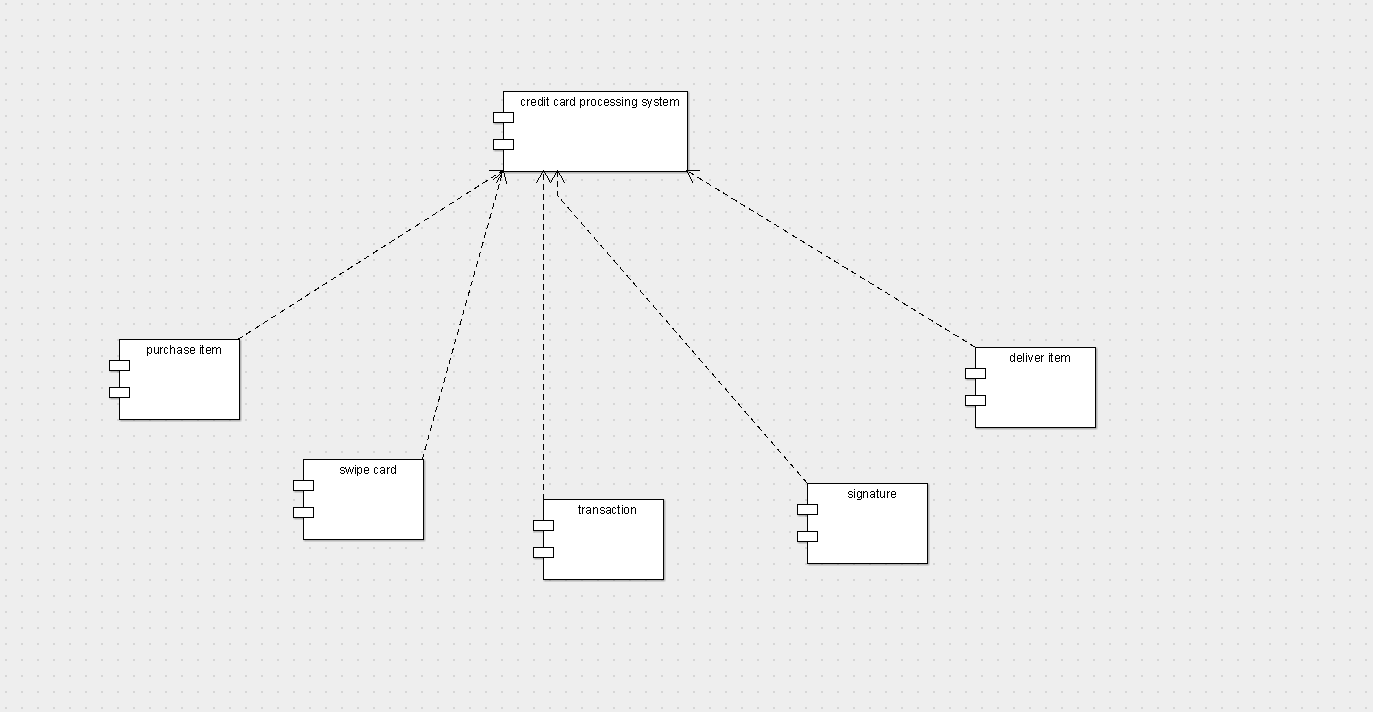 credit card processing system
purchase item
deliver item
swipe card
signature
transaction